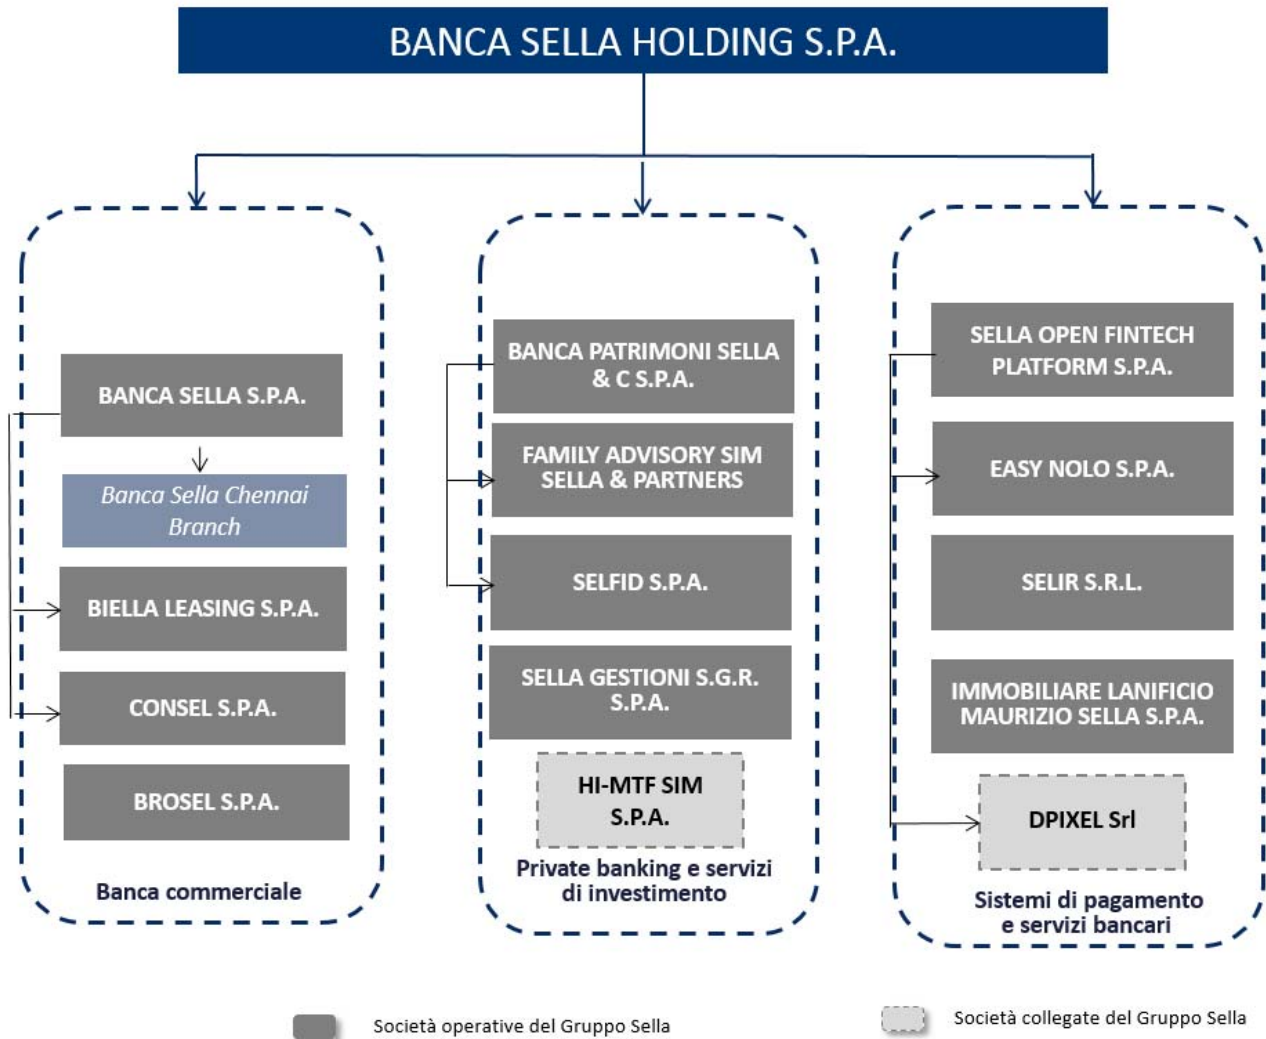 BANCA SELLA HOLDING S.P.A.
BANCA SELLA S.P.A.
Banca Sella Chennai
Branch
BIELLA LEASING S.P.A.
CONSEL S.P.A.
BROSEL S.P.A.
Banca commerciale
BANCA PATRIMONI SELLA
& C S.P.A.
FAMILY ADVISORY SIM
SELLA & PARTNERS
SELFID S.P.A.
SELLA GESTIONI S.G.R.
S.P.A.
HI-MTF SIM
S.P.A.
Private banking e servizi
di investimento
SELLA OPEN FINTECH
PLATFORM S.P.A.
EASY NOLO S.P.A.
SELIR S.R.L.
IMMOBILIARE LANIFICIO
MAURIZIO SELLA S.P.A.
DPIXEL Srl
Sistemi di pagamento
e servizi bancari
Società operative del Gruppo Sella
Società collegate del Gruppo Sella